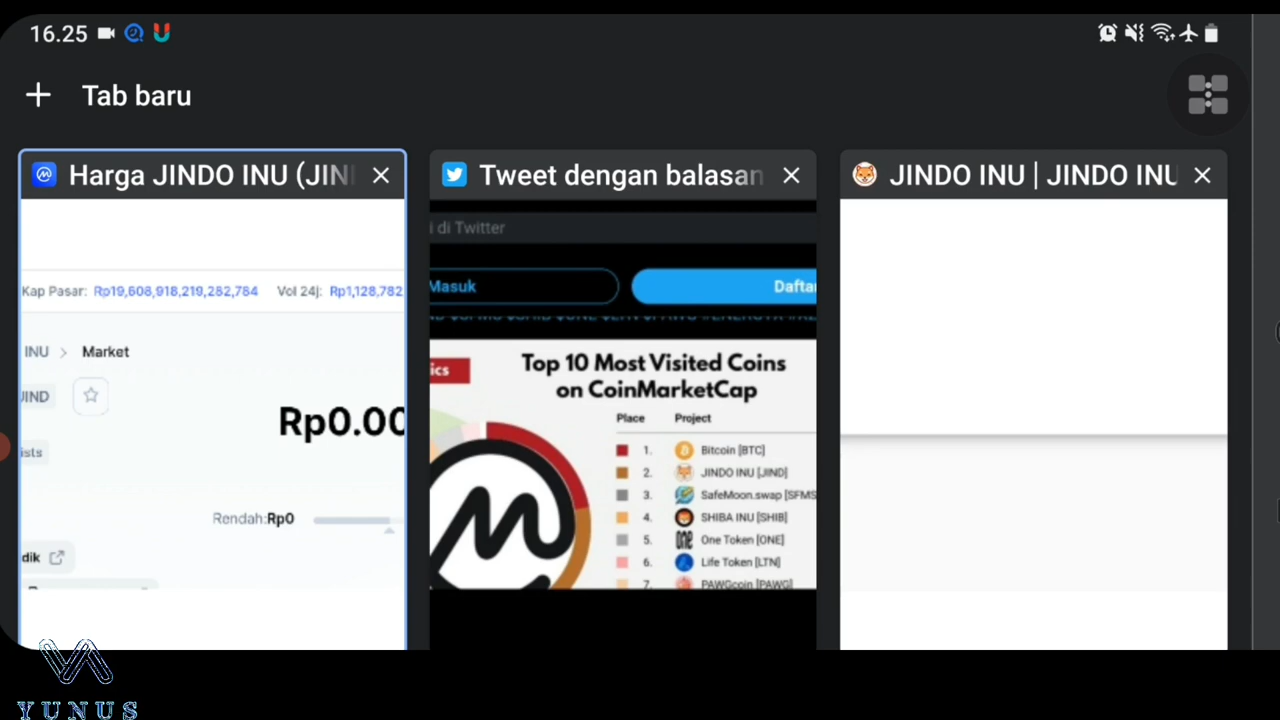 16.25
Tab baru
Harga JINDO INU (JIN
Kap Pasar: Rp19,608,918,219,282,784 Vol 24j: Rp1,128,782
INU > Market
JIND
Rp0.00
ists
Rendah:Rp0
dik
Tweet dengan balasan
i di Twitter
Masuk
Daftar
ics
Top 10 Most Visited Coins
on CoinMarketCap
Place Project
1. Bitcoin [BTC]
2. JINDO INU [JIND]
3. SafeMoon.swap [SFMS
4. SHIBA INU [SHIB]
5. One Token [ONE]
6. Life Token [LTN]
7. PAWGcoin [PAWG]
JINDO INU | JINDO INU
YUNUS